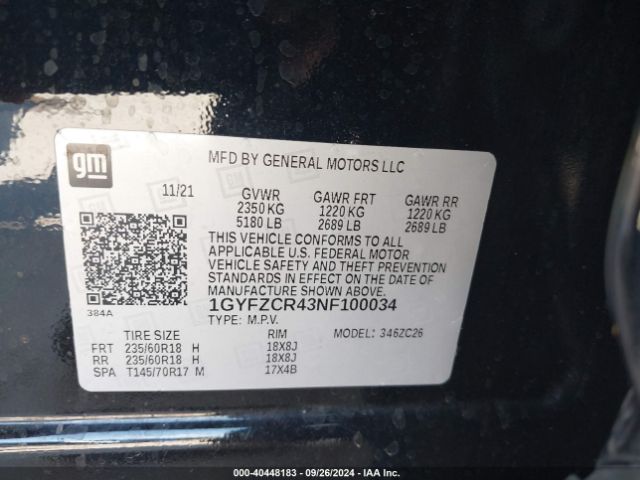 gm
MFD BY GENERAL MOTORS LLC
11/21 GVWR GAWR FRT GAWR RR
2350 KG 1220 KG 1220 KG
5180 LB 2689 LB 2689 LB
THIS VEHICLE CONFORMS TO ALL
APPLICABLE U.S. FEDERAL MOTOR
VEHICLE SAFETY AND THEFT
PREVENTION STANDARDS IN EFFECT
ON THE DATE OF
MANUFACTURE SHOWN ABOVE.
384A
1GYFZCR43NF100034
TYPE: M.P.V. MODEL: 346ZC26
TIRE SIZE RIM
FRT 235/60R18 H 18X8J
RR 235/60R18 H 18X8J
SPA T145/70R17 M 17X4B
000-40448183 - 09/26/2024 - IAA Inc.